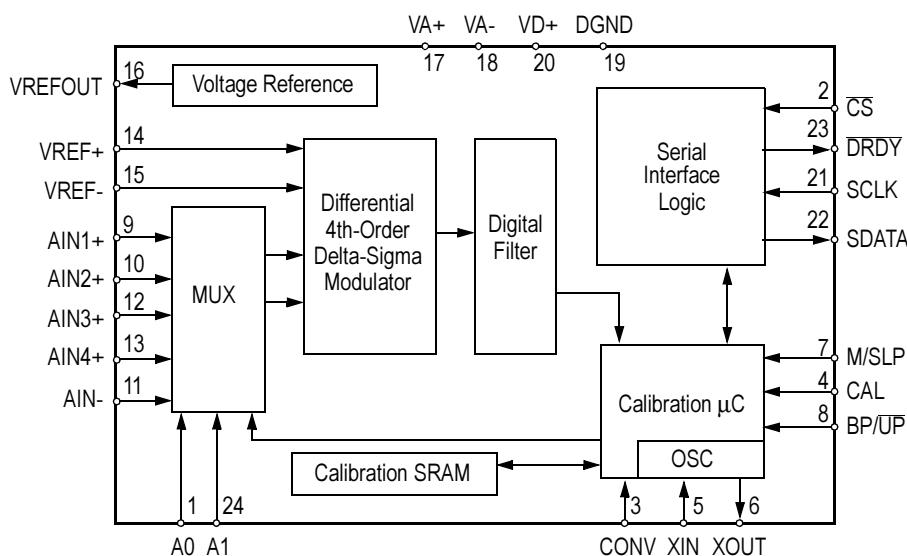 VA+ VA- VD+ DGND
17 18 20 19
VREFOUT 16 Voltage Reference
VREF+ 14
VREF- 15
AIN1+ 9
AIN2+ 10
AIN3+ 12
AIN4+ 13
AIN- 11
MUX
Differential
4th-Order
Delta-Sigma
Modulator
Digital
Filter
Serial
Interface
Logic
2 C̅S̅
23 D̅R̅D̅Y̅
21 SCLK
22 SDATA
7 M/SLP
4 CAL
8 BP/U̅P̅
Calibration μC
OSC
Calibration SRAM
1 24 3 5 6
A0 A1 CONV XIN XOUT